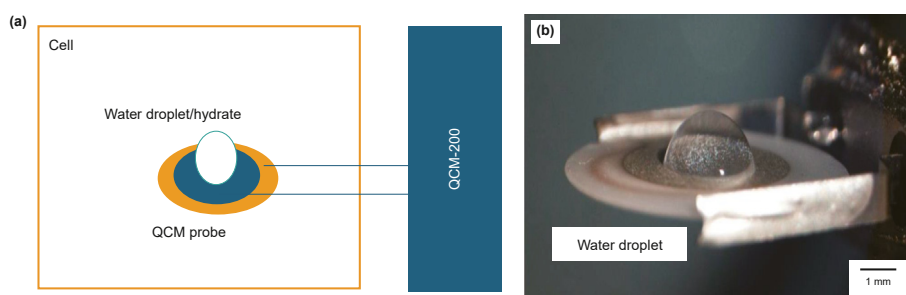 (a)
Cell
Water droplet/hydrate
QCM probe
QCM-200
(b)
Water droplet
1 mm